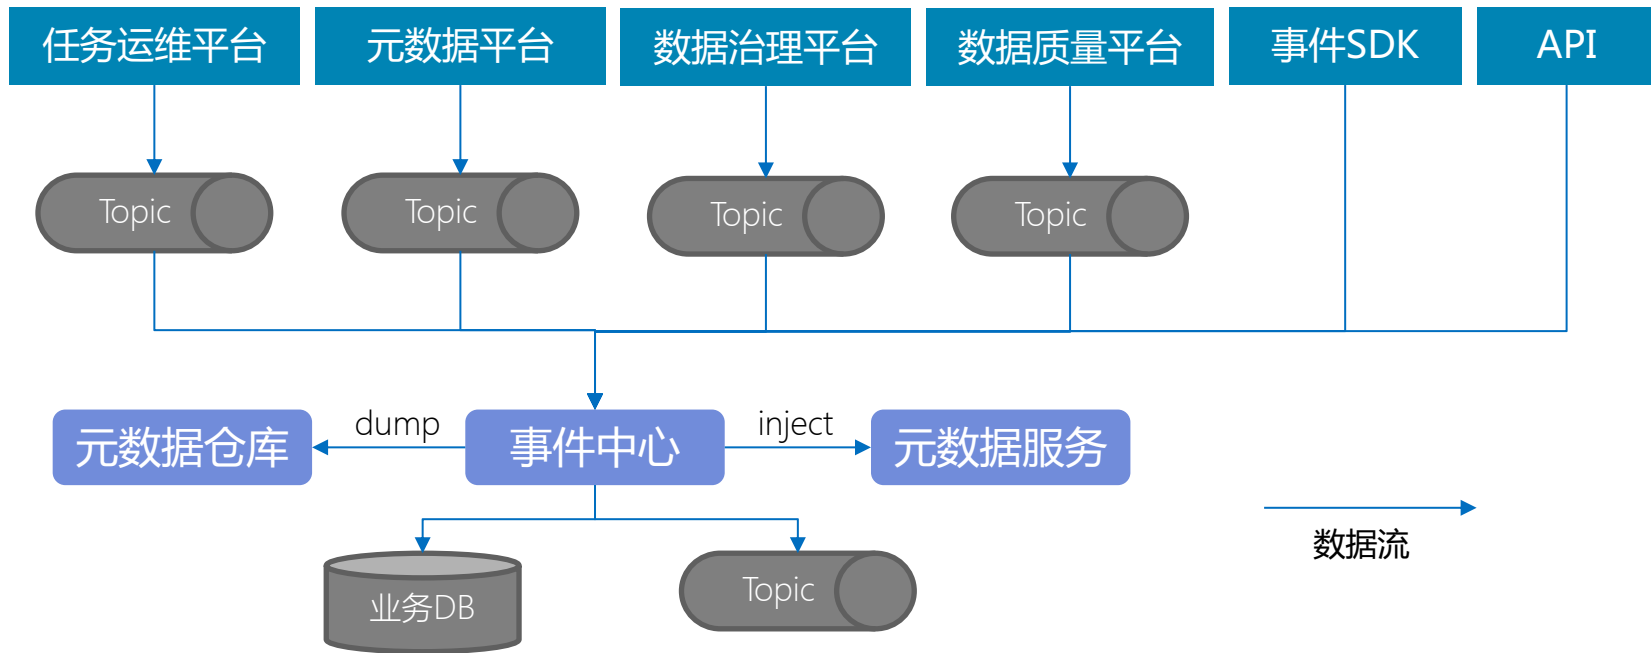 任务运维平台
元数据平台
数据治理平台
数据质量平台
事件SDK
API
Topic
Topic
Topic
Topic
元数据仓库
dump
事件中心
inject
元数据服务
数据流
业务DB
Topic